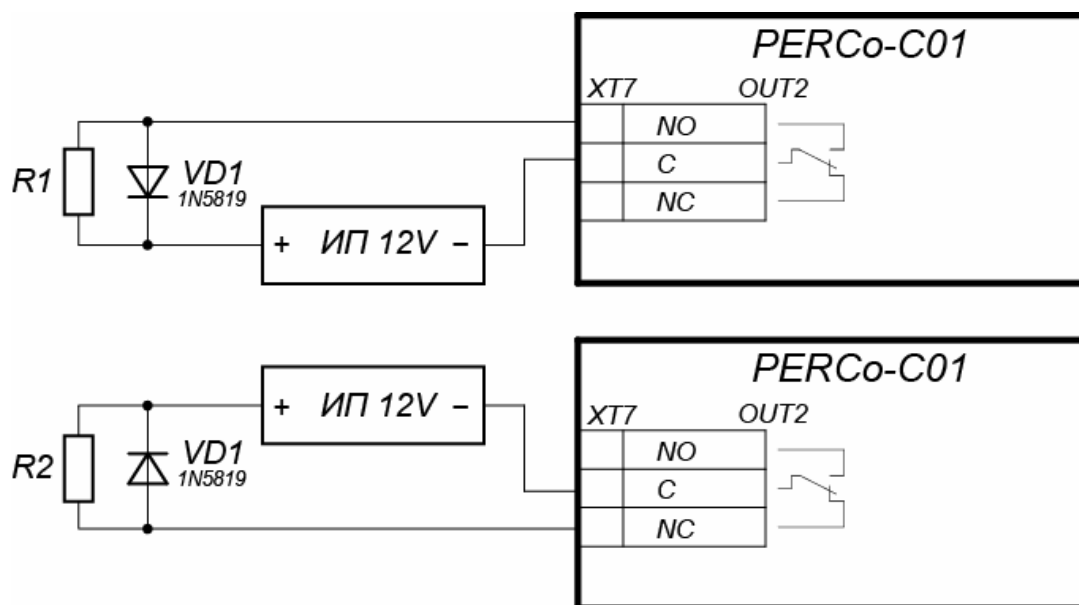 PERCo-C01
XT7 OUT2
NO
R1 VD1 C
1N5819
NC
+ ИП 12V −
PERCo-C01
+ ИП 12V − XT7 OUT2
NO
R2 VD1 C
1N5819
NC